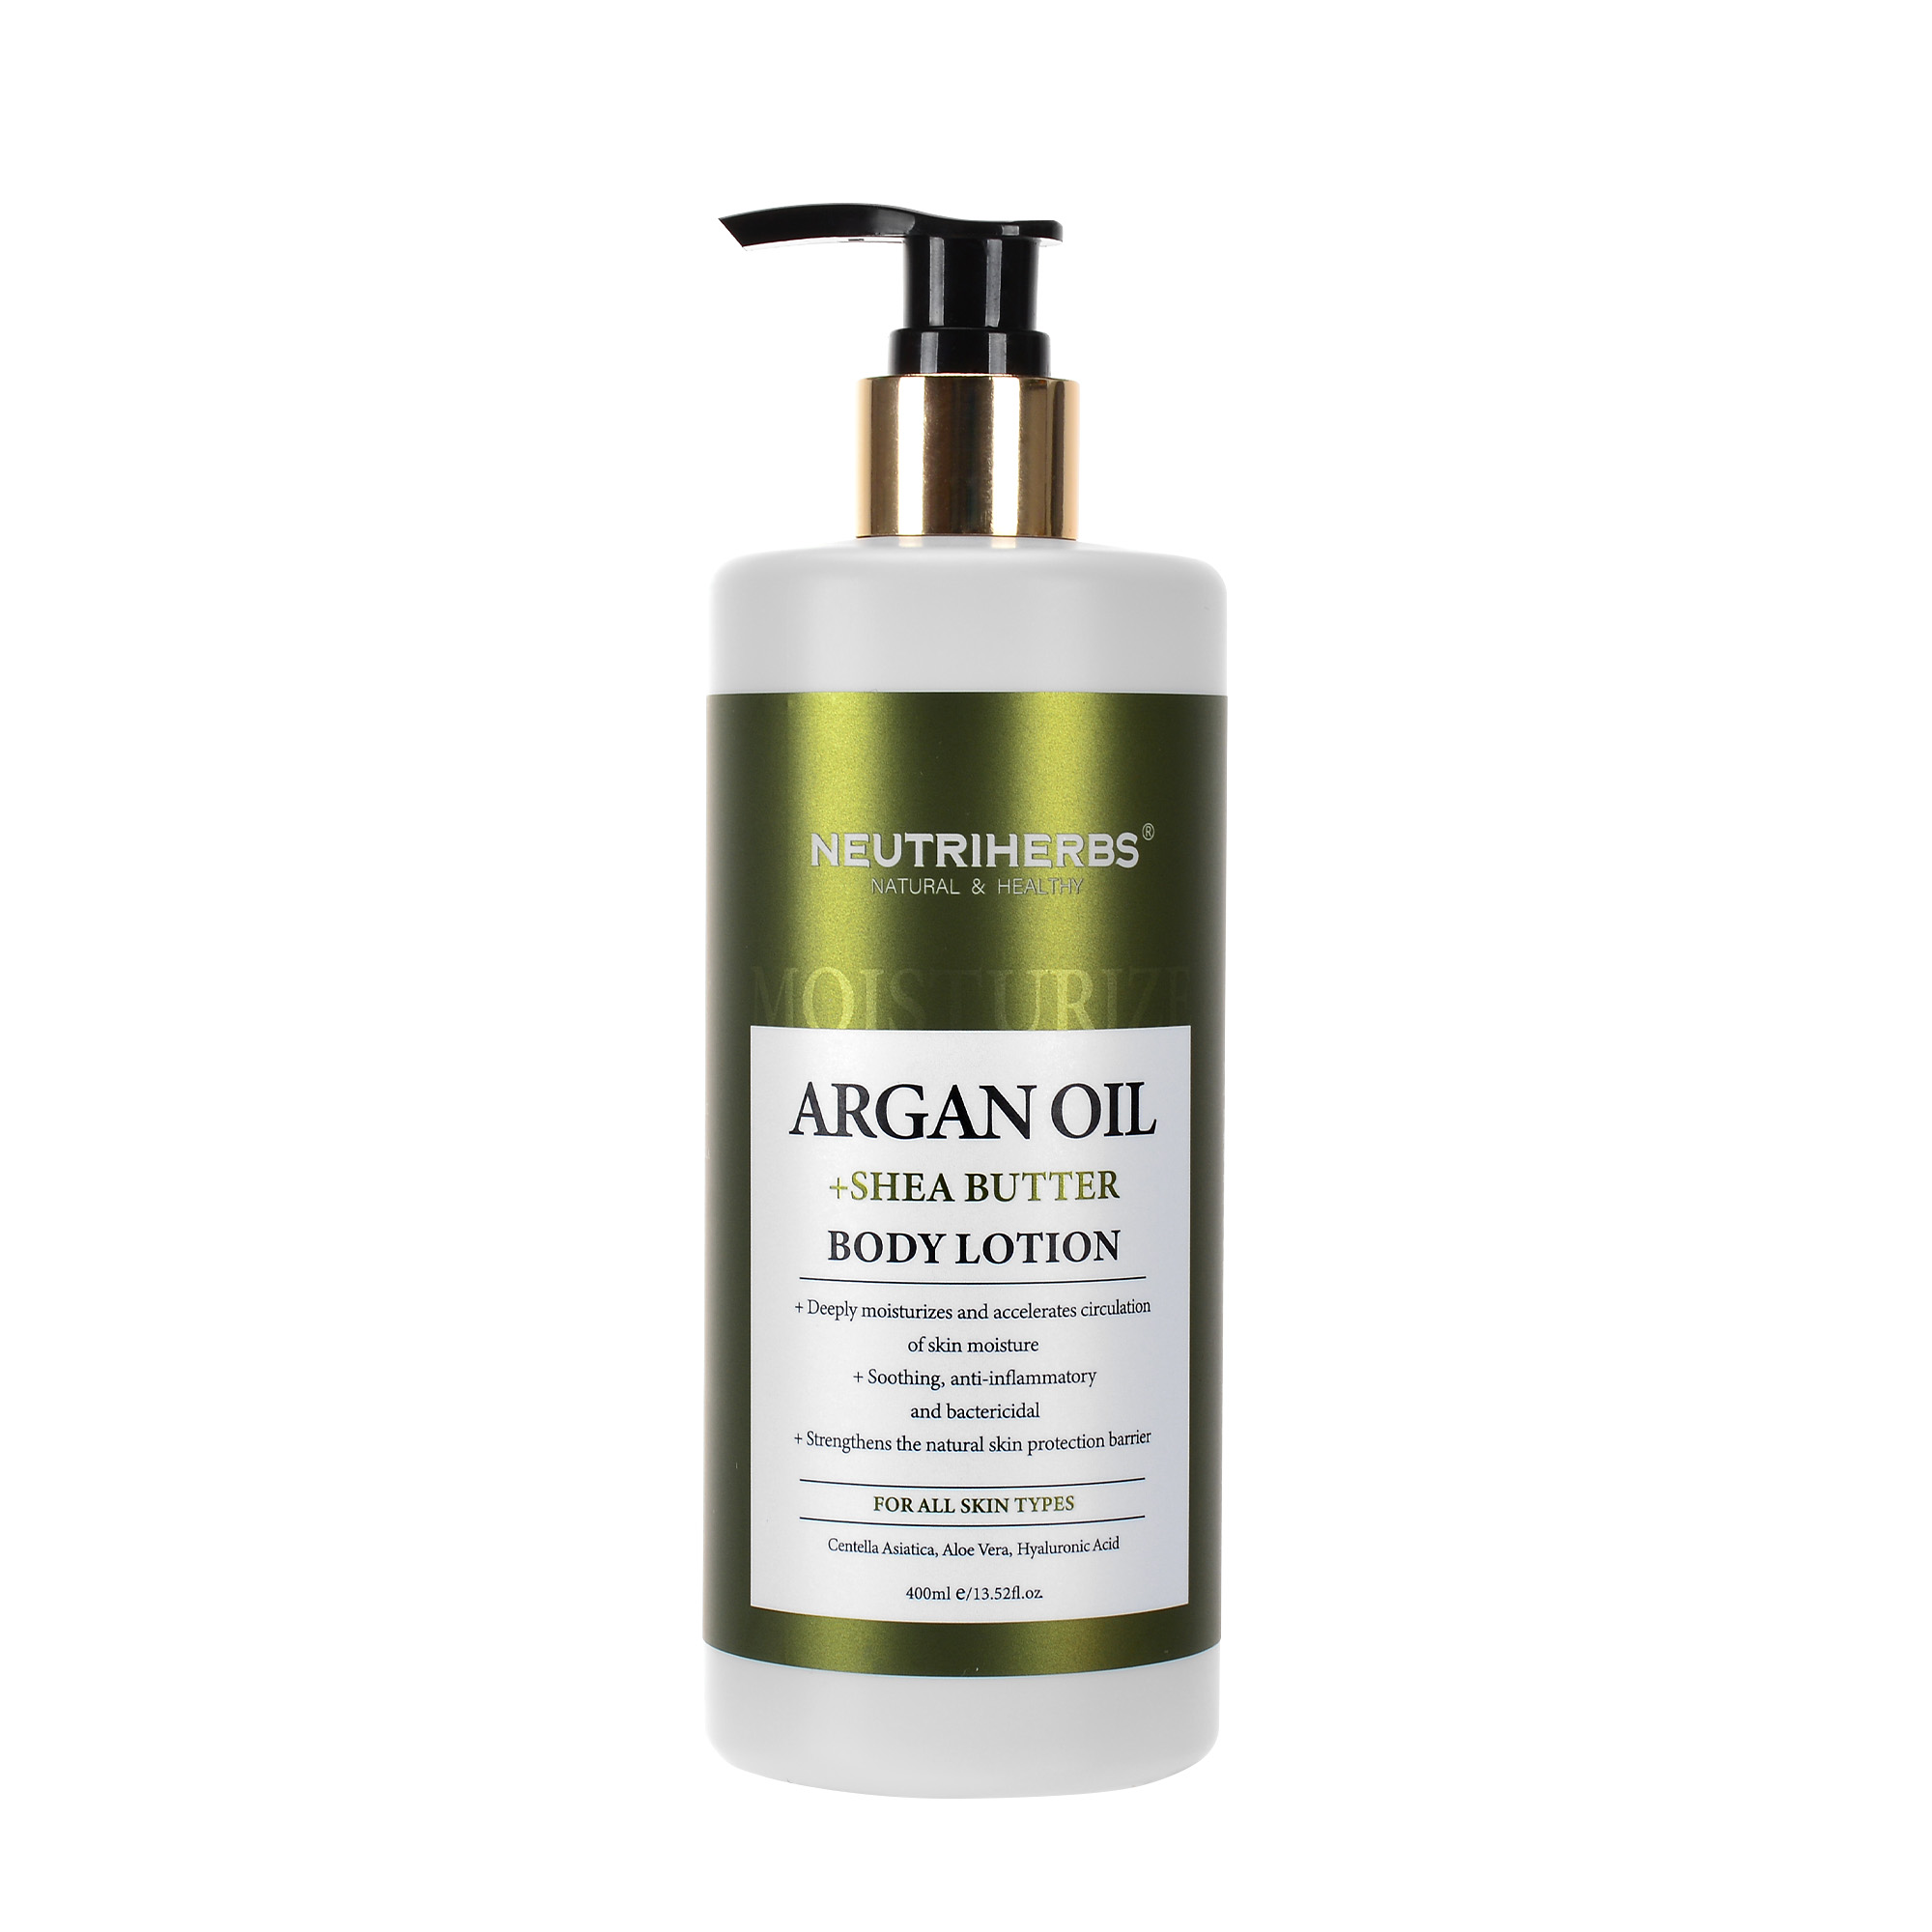 NEUTRIHERBS®
NATURAL & HEALTHY
MOISTURIZE
ARGAN OIL
+SHEA BUTTER
BODY LOTION
+ Deeply moisturizes and accelerates circulation
of skin moisture
+ Soothing, anti-inflammatory
and bactericidal
+ Strengthens the natural skin protection barrier
FOR ALL SKIN TYPES
Centella Asiatica, Aloe Vera, Hyaluronic Acid
400ml e/13.52fl.oz.